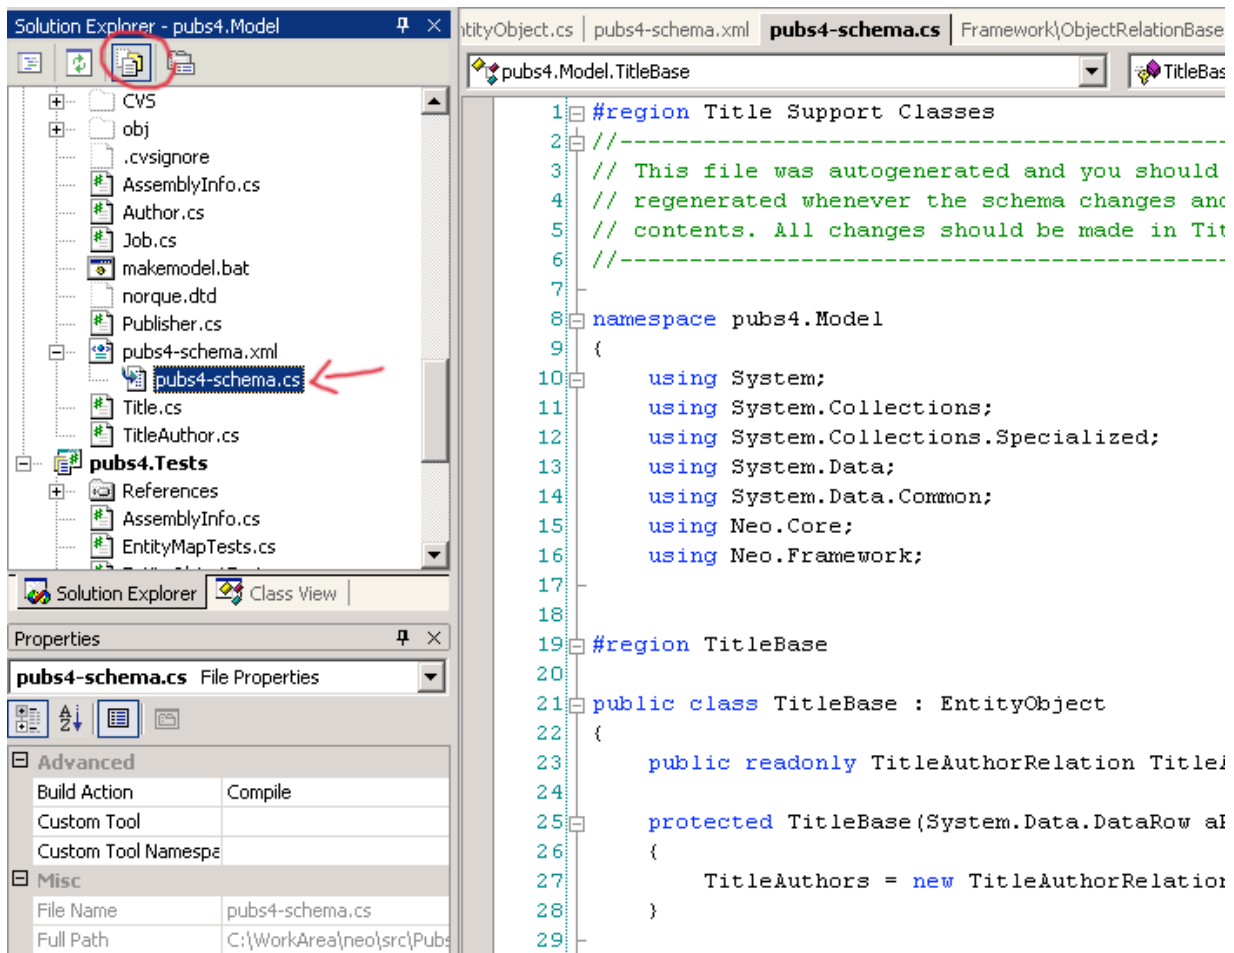 Solution Explorer - pubs4.Model
CVS
obj
.cvsignore
AssemblyInfo.cs
Author.cs
Job.cs
makemodel.bat
norque.dtd
Publisher.cs
pubs4-schema.xml
pubs4-schema.cs
Title.cs
TitleAuthor.cs
pubs4.Tests
References
AssemblyInfo.cs
EntityMapTests.cs
Solution Explorer
Class View
Properties
pubs4-schema.cs File Properties
Advanced
Build Action Compile
Custom Tool
Custom Tool Namespa
Misc
File Name pubs4-schema.cs
Full Path C:\WorkArea\neo\src\Pubs
ntityObject.cs pubs4-schema.xml pubs4-schema.cs Framework\ObjectRelationBase
pubs4.Model.TitleBase TitleBas
1 #region Title Support Classes
2 //--------------------------------------------
3 // This file was autogenerated and you should
4 // regenerated whenever the schema changes and
5 // contents. All changes should be made in Tit
6 //--------------------------------------------
7
8 namespace pubs4.Model
9 {
10 using System;
11 using System.Collections;
12 using System.Collections.Specialized;
13 using System.Data;
14 using System.Data.Common;
15 using Neo.Core;
16 using Neo.Framework;
17
18
19 #region TitleBase
20
21 public class TitleBase : EntityObject
22 {
23 public readonly TitleAuthorRelation TitleA
24
25 protected TitleBase(System.Data.DataRow aR
26 {
27 TitleAuthors = new TitleAuthorRelation
28 }
29